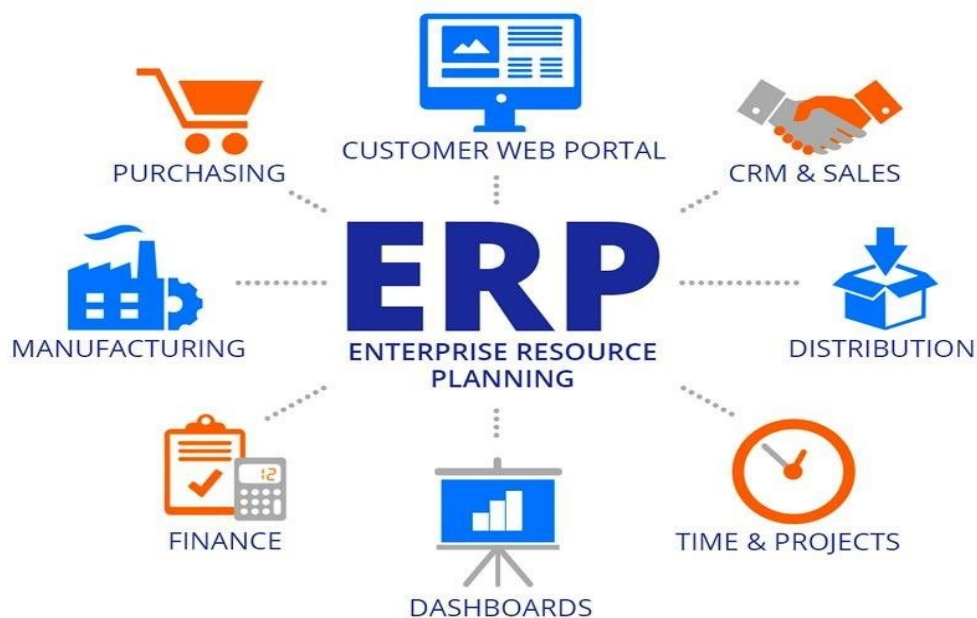 CUSTOMER WEB PORTAL
PURCHASING
CRM & SALES
ERP
ENTERPRISE RESOURCE
PLANNING
MANUFACTURING
DISTRIBUTION
12
FINANCE
TIME & PROJECTS
DASHBOARDS